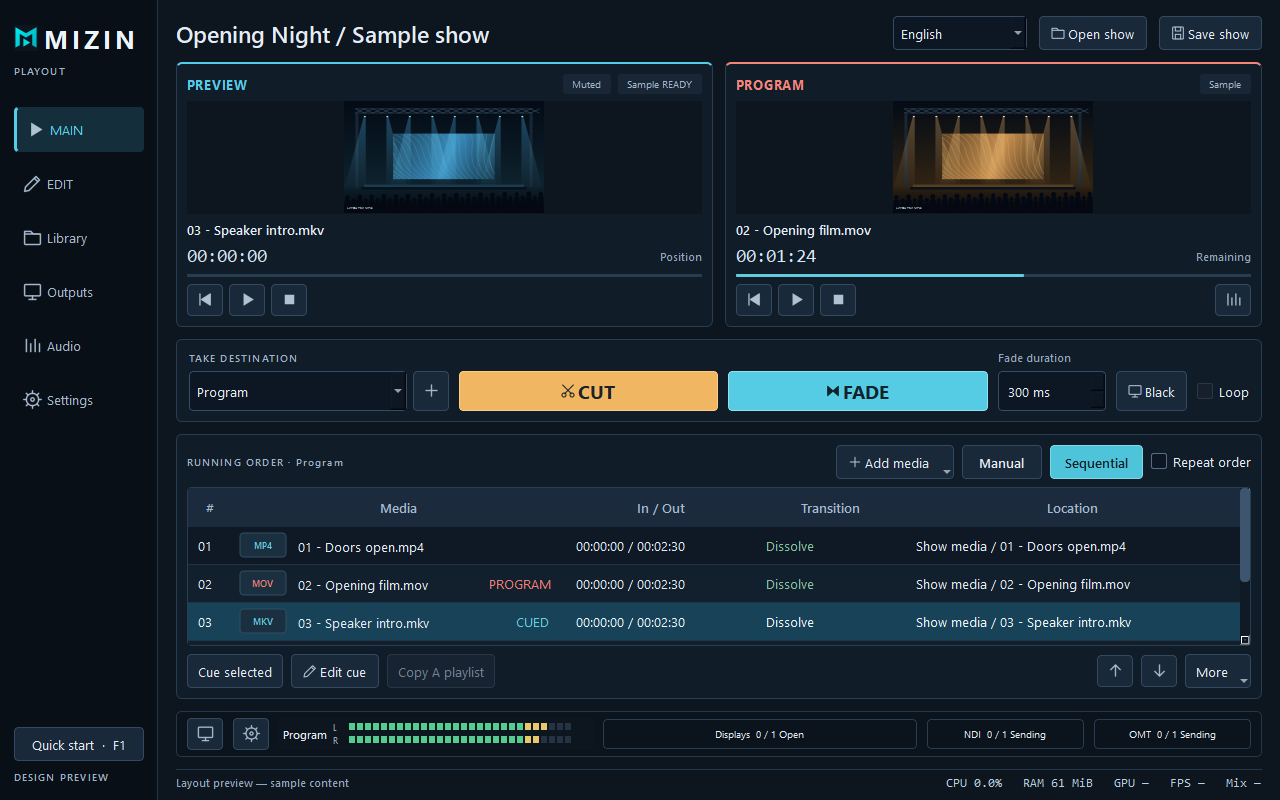 MIZIN
PLAYOUT
MAIN
EDIT
Library
Outputs
Audio
Settings
Quick start · F1
DESIGN PREVIEW
Opening Night / Sample show
English
Open show
Save show
PREVIEW
Muted
Sample READY
03 - Speaker intro.mkv
00:00:00
Position
PROGRAM
Sample
02 - Opening film.mov
00:01:24
Remaining
TAKE DESTINATION
Program
CUT
FADE
Fade duration
300 ms
Black
Loop
RUNNING ORDER · Program
Add media
Manual
Sequential
Repeat order
# Media In / Out Transition Location
01 MP4 01 - Doors open.mp4 00:00:00 / 00:02:30 Dissolve Show media / 01 - Doors open.mp4
02 MOV 02 - Opening film.mov PROGRAM 00:00:00 / 00:02:30 Dissolve Show media / 02 - Opening film.mov
03 MKV 03 - Speaker intro.mkv CUED 00:00:00 / 00:02:30 Dissolve Show media / 03 - Speaker intro.mkv
Cue selected
Edit cue
Copy A playlist
More
Program
L
R
Displays 0 / 1 Open
NDI 0 / 1 Sending
OMT 0 / 1 Sending
Layout preview — sample content
CPU 0.0% RAM 61 MiB GPU — FPS — Mix —